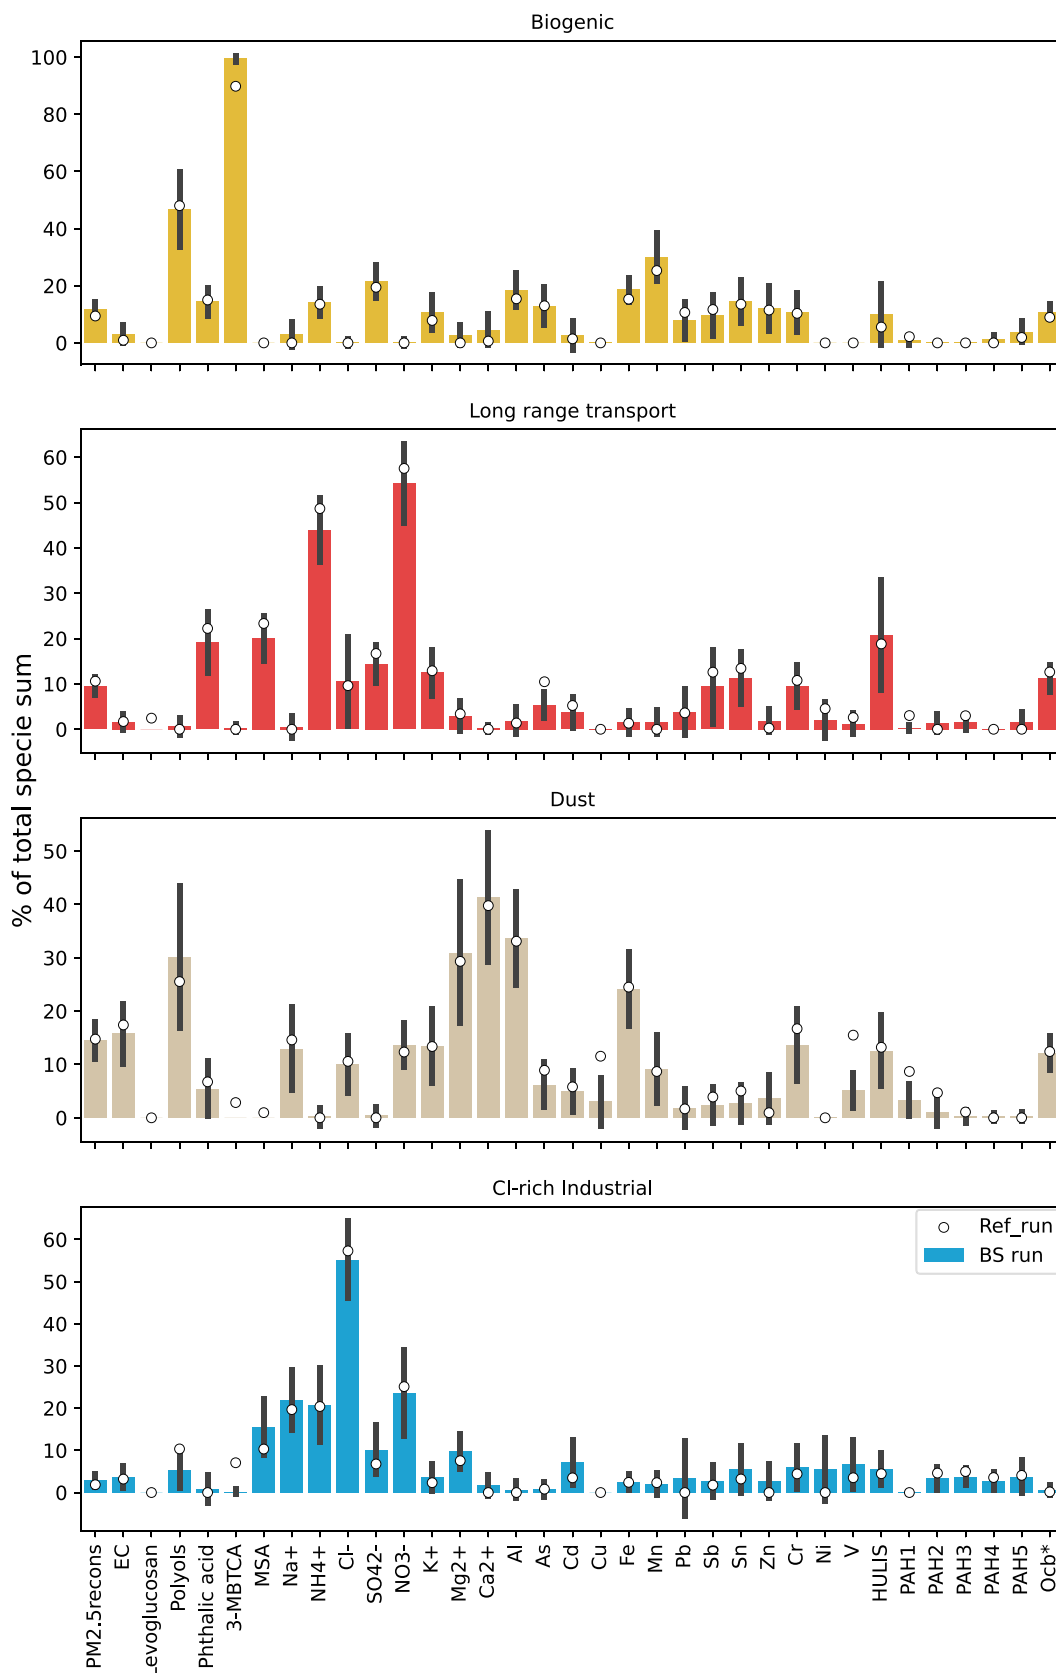 Biogenic
100
80
60
40
20
0
Long range transport
60
50
40
30
20
10
0
% of total specie sum
Dust
50
40
30
20
10
0
Cl-rich Industrial
60
50
40
30
20
10
0
Ref_run
BS run
PM2.5recons
EC
Levoglucosan
Polyols
Phthalic acid
3-MBTCA
MSA
Na+
NH4+
Cl-
SO42-
NO3-
K+
Mg2+
Ca2+
Al
As
Cd
Cu
Fe
Mn
Pb
Sb
Sn
Zn
Cr
Ni
V
HULIS
PAH1
PAH2
PAH3
PAH4
PAH5
Ocb*